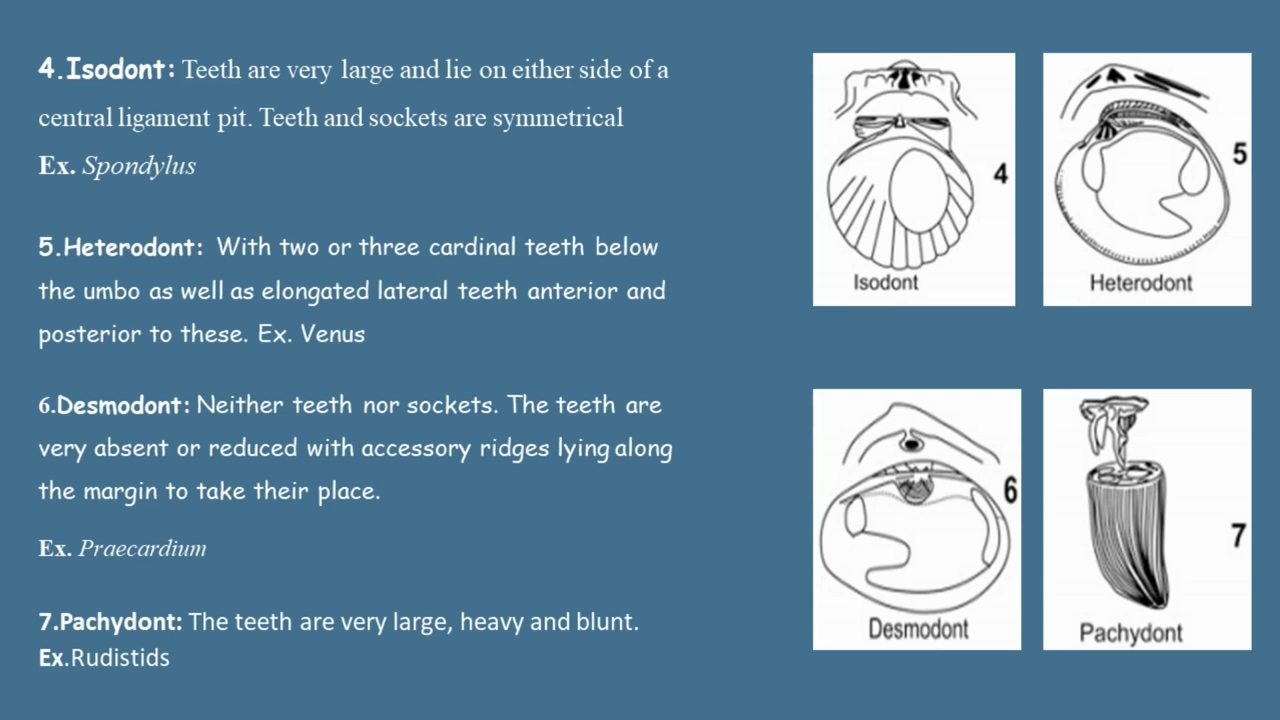 4.Isodont: Teeth are very large and lie on either side of a
central ligament pit. Teeth and sockets are symmetrical
Ex. Spondylus
5.Heterodont: With two or three cardinal teeth below
the umbo as well as elongated lateral teeth anterior and
posterior to these. Ex. Venus
6.Desmodont: Neither teeth nor sockets. The teeth are
very absent or reduced with accessory ridges lying along
the margin to take their place.
Ex. Praecardium
7.Pachydont: The teeth are very large, heavy and blunt.
Ex.Rudistids
4
Isodont
5
Heterodont
6
Desmodont
7
Pachydont